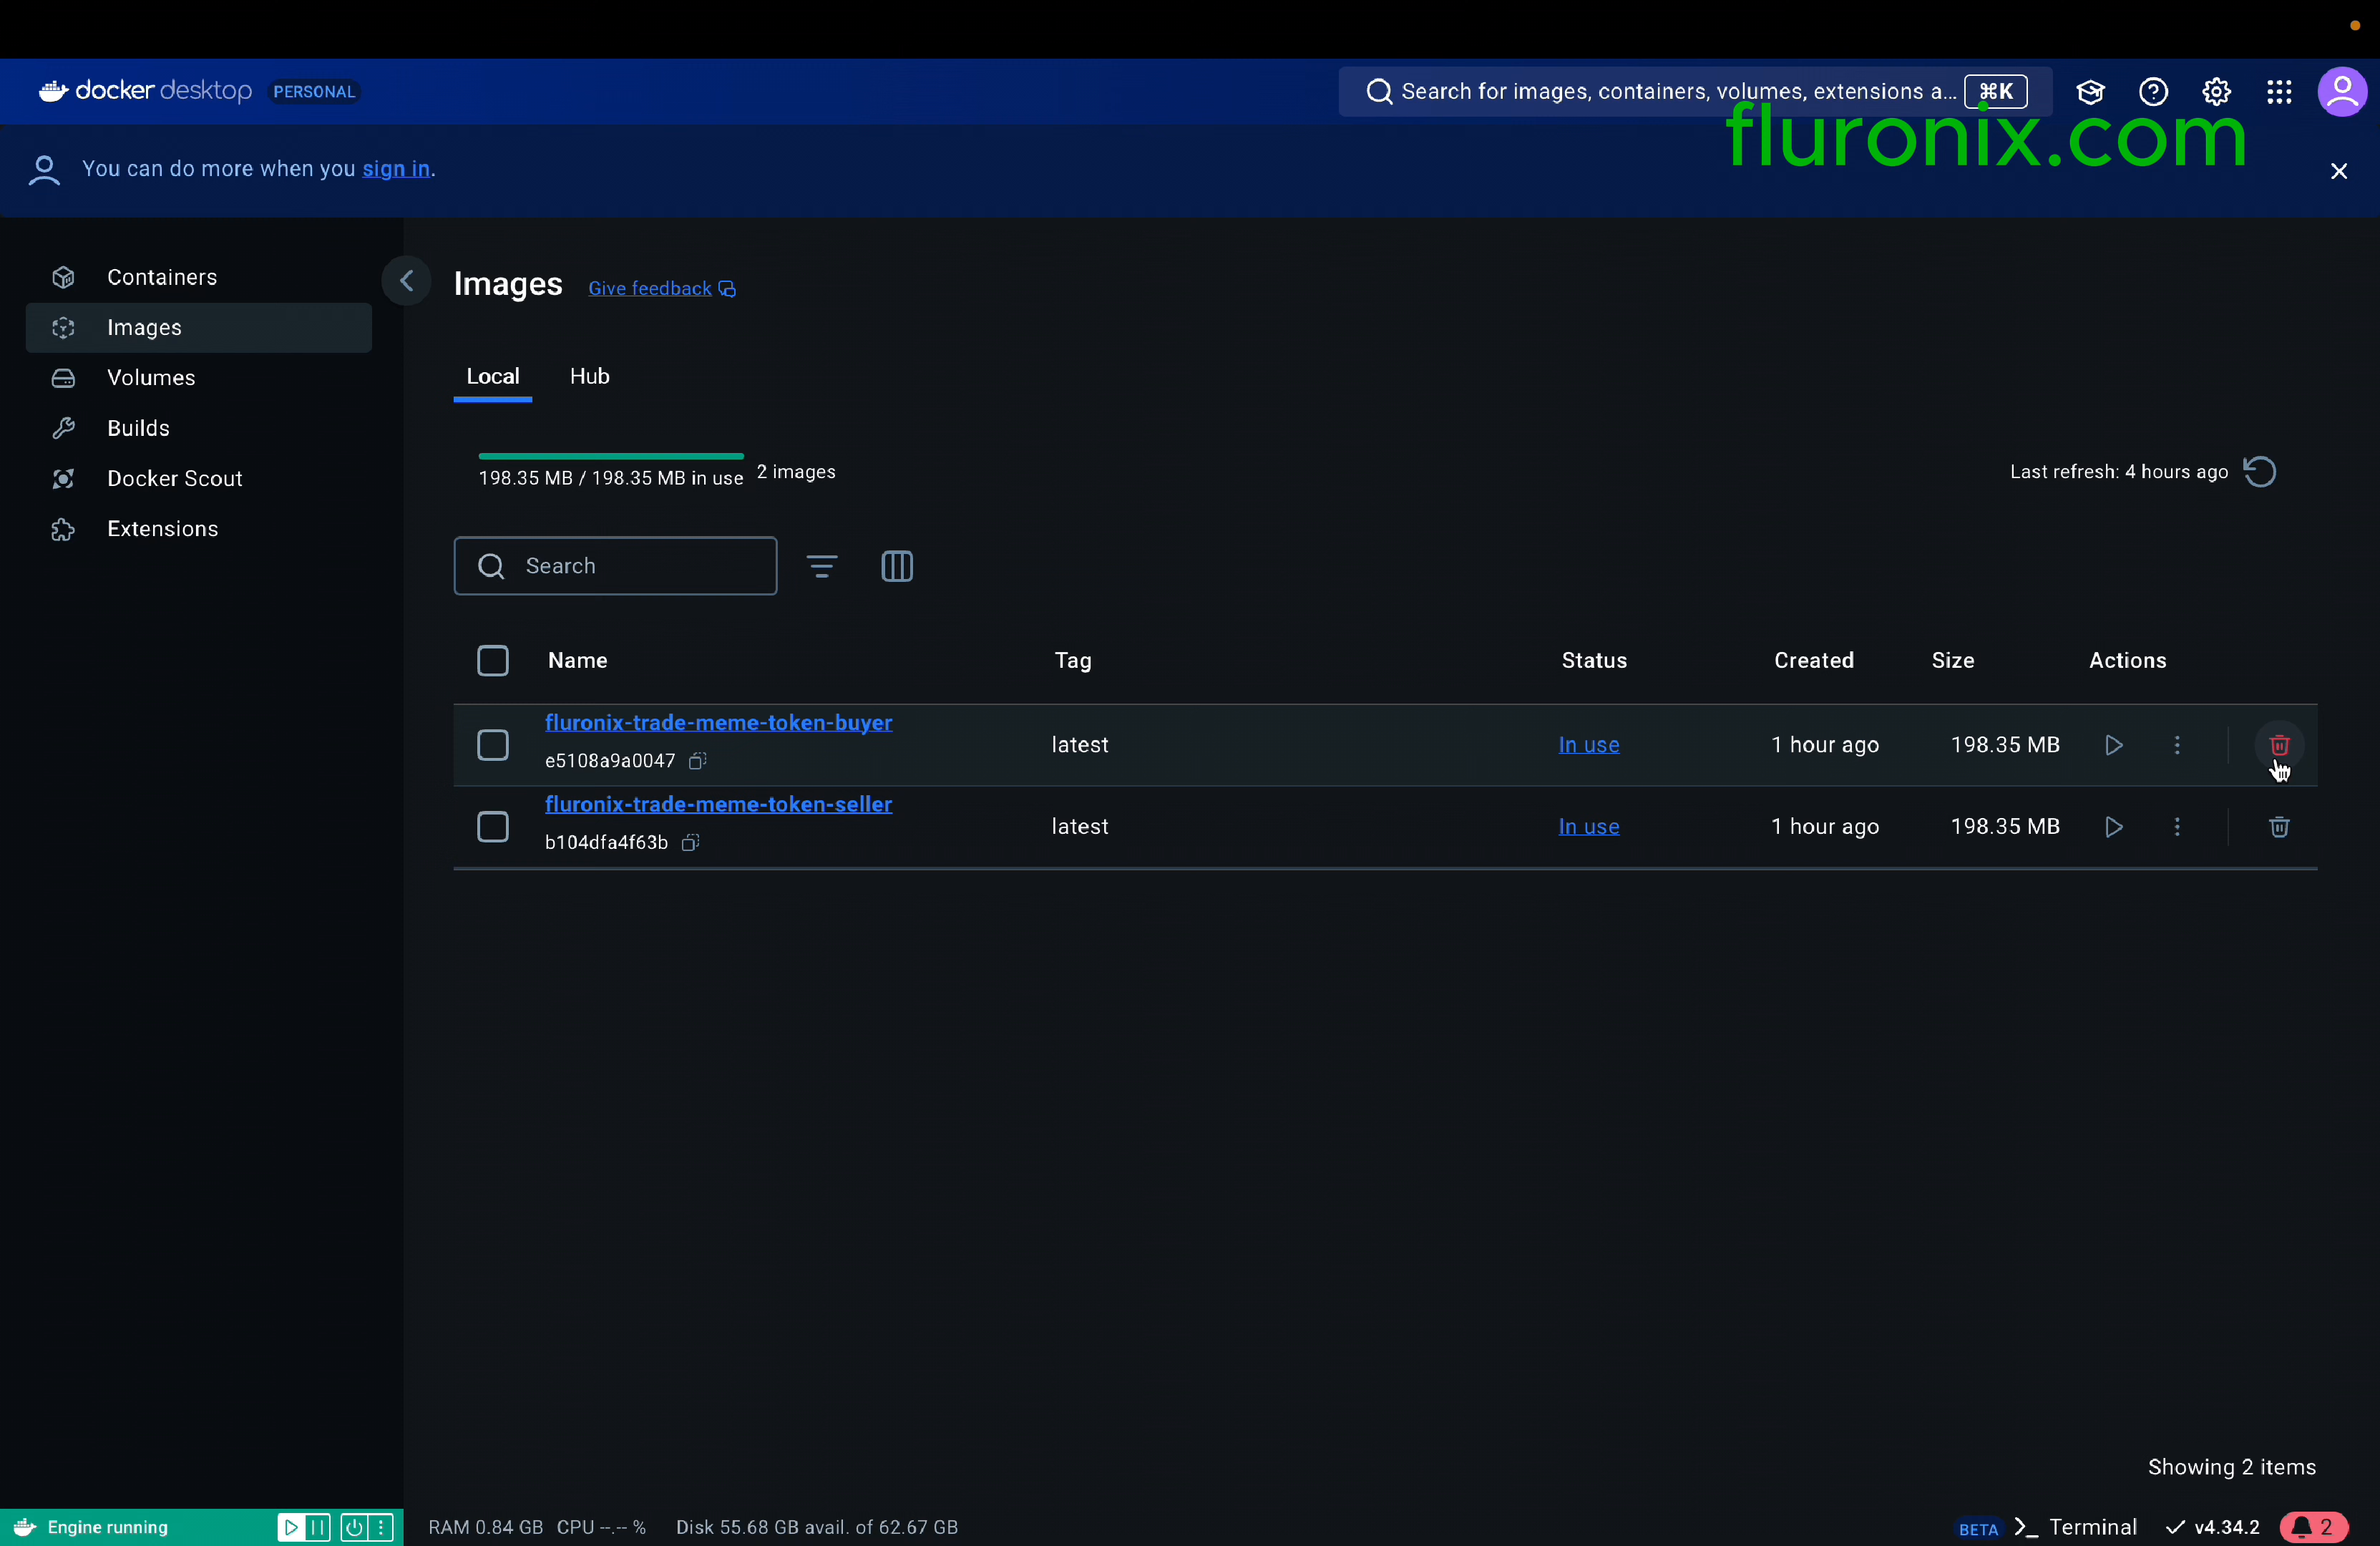 docker desktop PERSONAL
Search for images, containers, volumes, extensions a... ⌘K
fluronix.com
You can do more when you sign in.
Containers
Images
Volumes
Builds
Docker Scout
Extensions
Images Give feedback
Local Hub
198.35 MB / 198.35 MB in use 2 images
Last refresh: 4 hours ago
Search
Name Tag Status Created Size Actions
fluronix-trade-meme-token-buyer
e5108a9a0047 latest In use 1 hour ago 198.35 MB
fluronix-trade-meme-token-seller
b104dfa4f63b latest In use 1 hour ago 198.35 MB
Showing 2 items
Engine running RAM 0.84 GB CPU --.-- % Disk 55.68 GB avail. of 62.67 GB BETA >_ Terminal v4.34.2 2